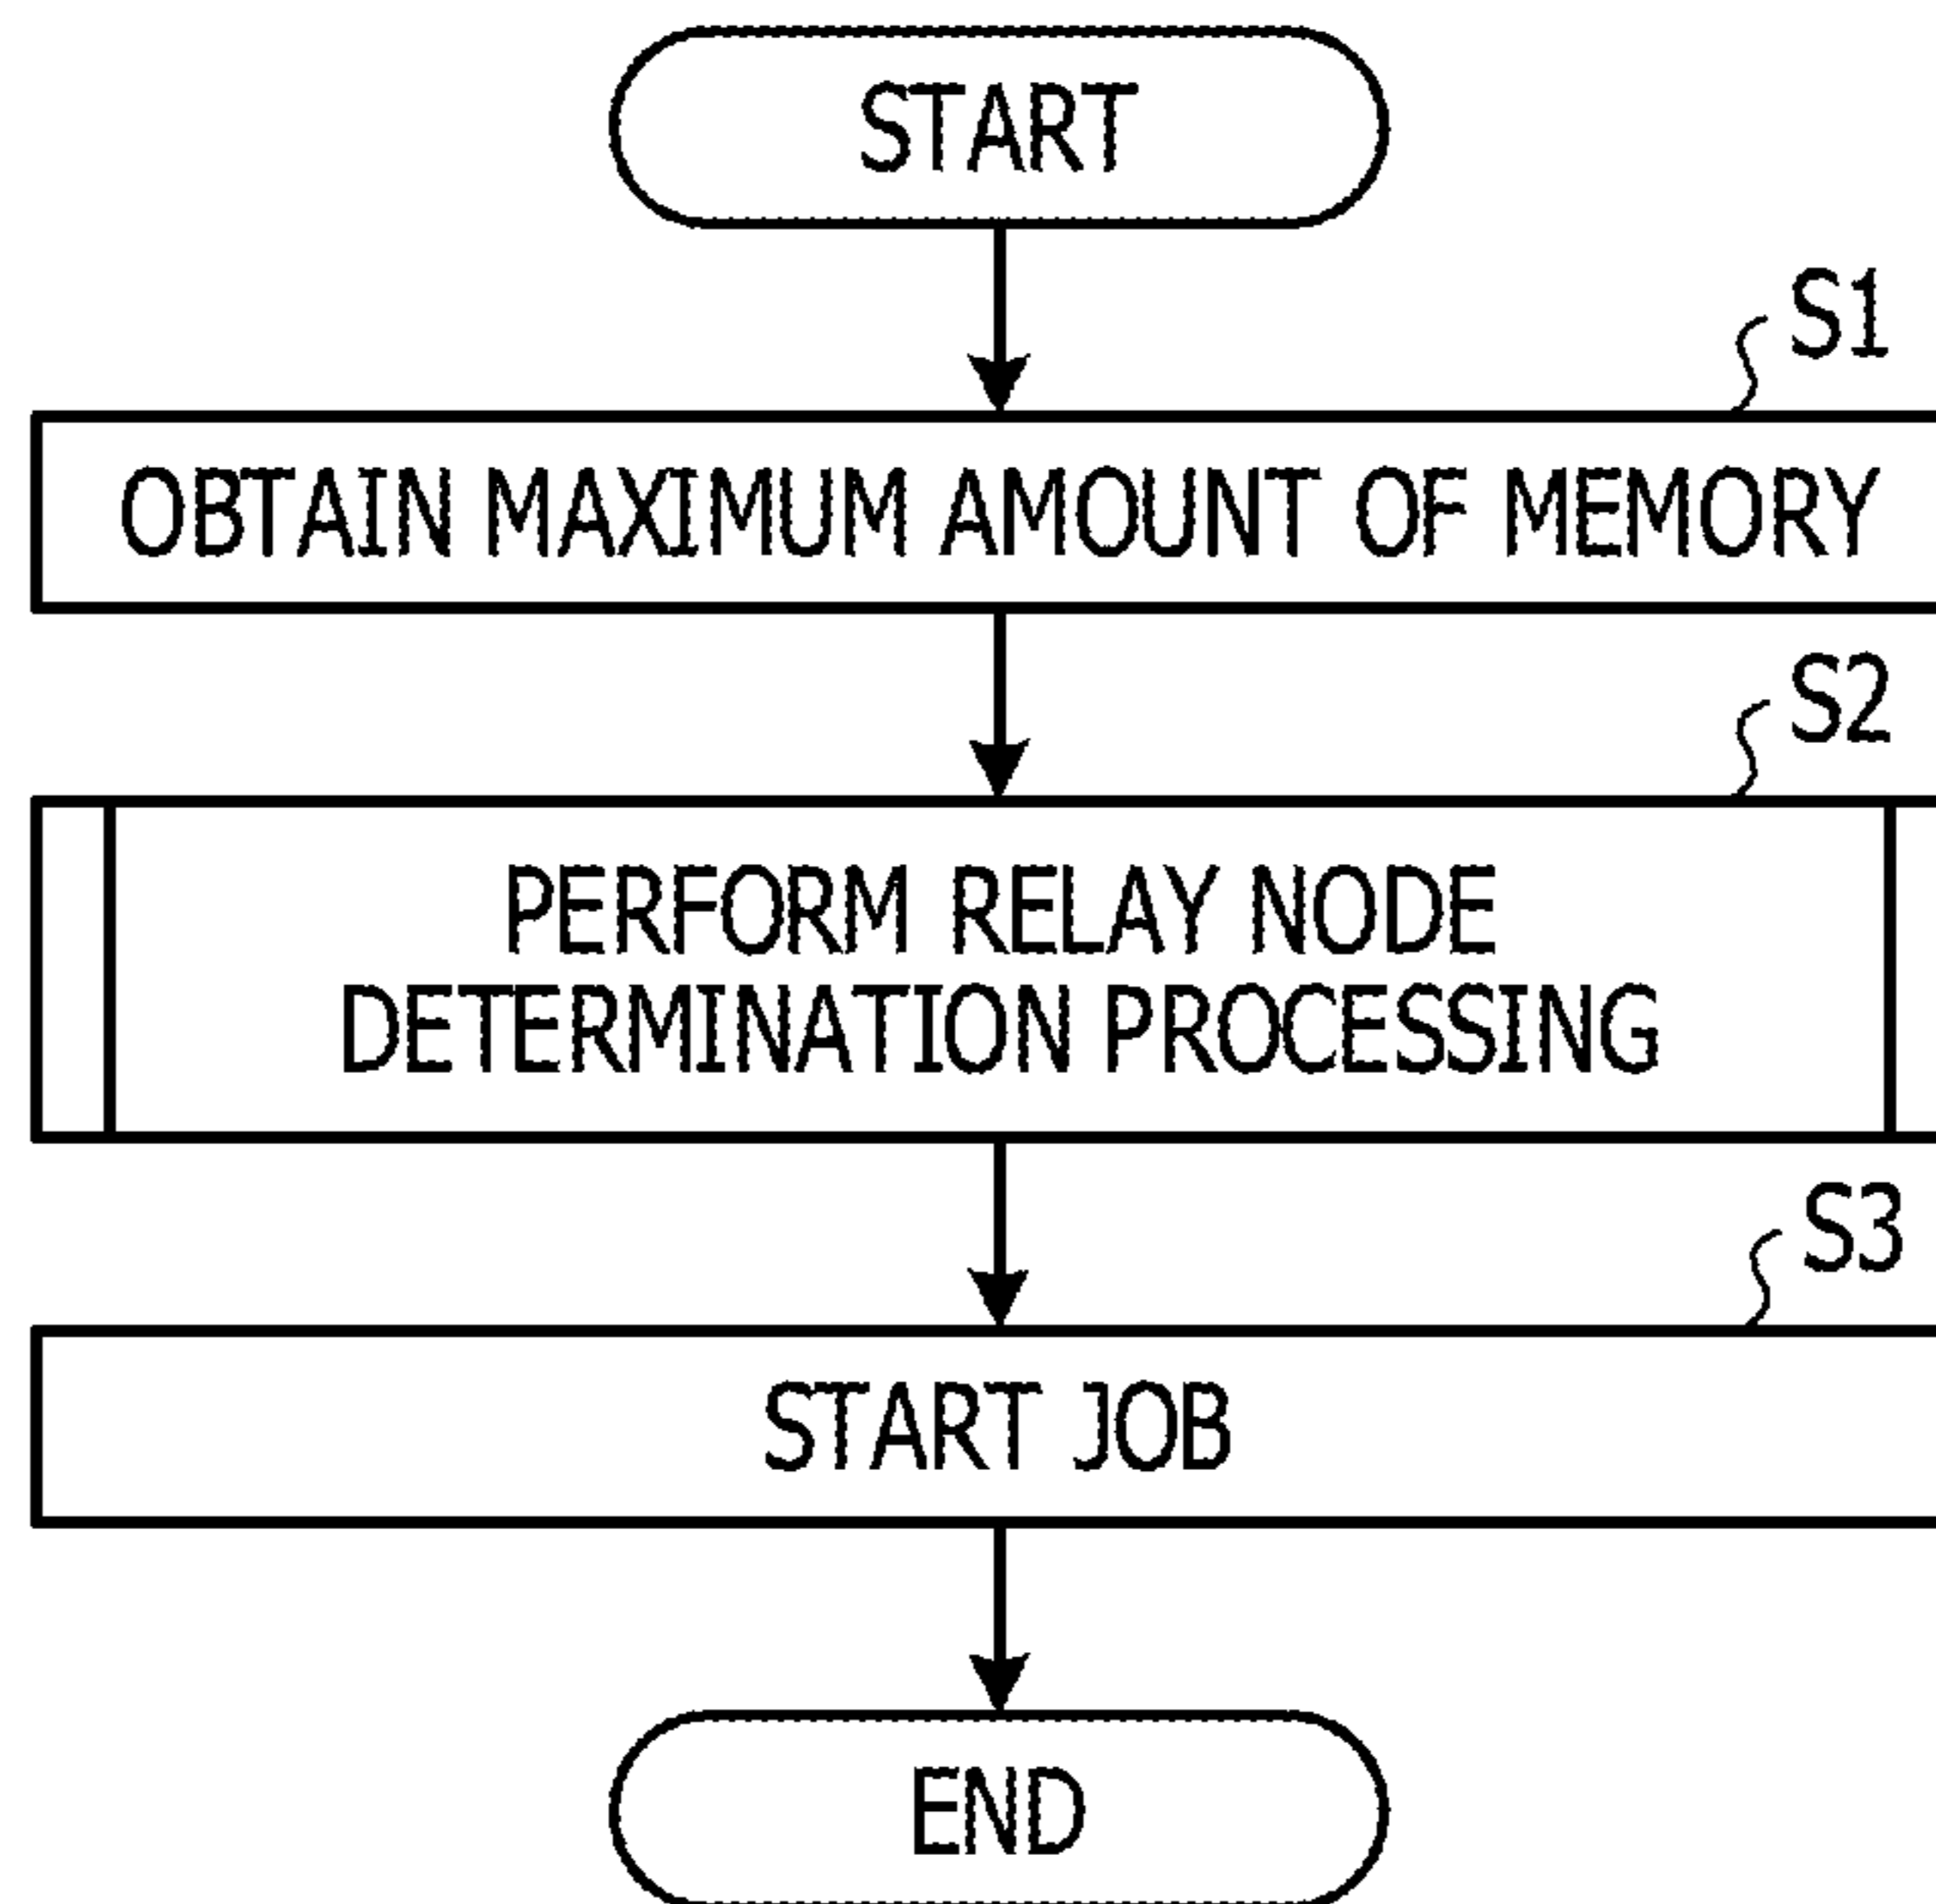 START
S1
OBTAIN MAXIMUM AMOUNT OF MEMORY
S2
PERFORM RELAY NODE
DETERMINATION PROCESSING
S3
START JOB
END